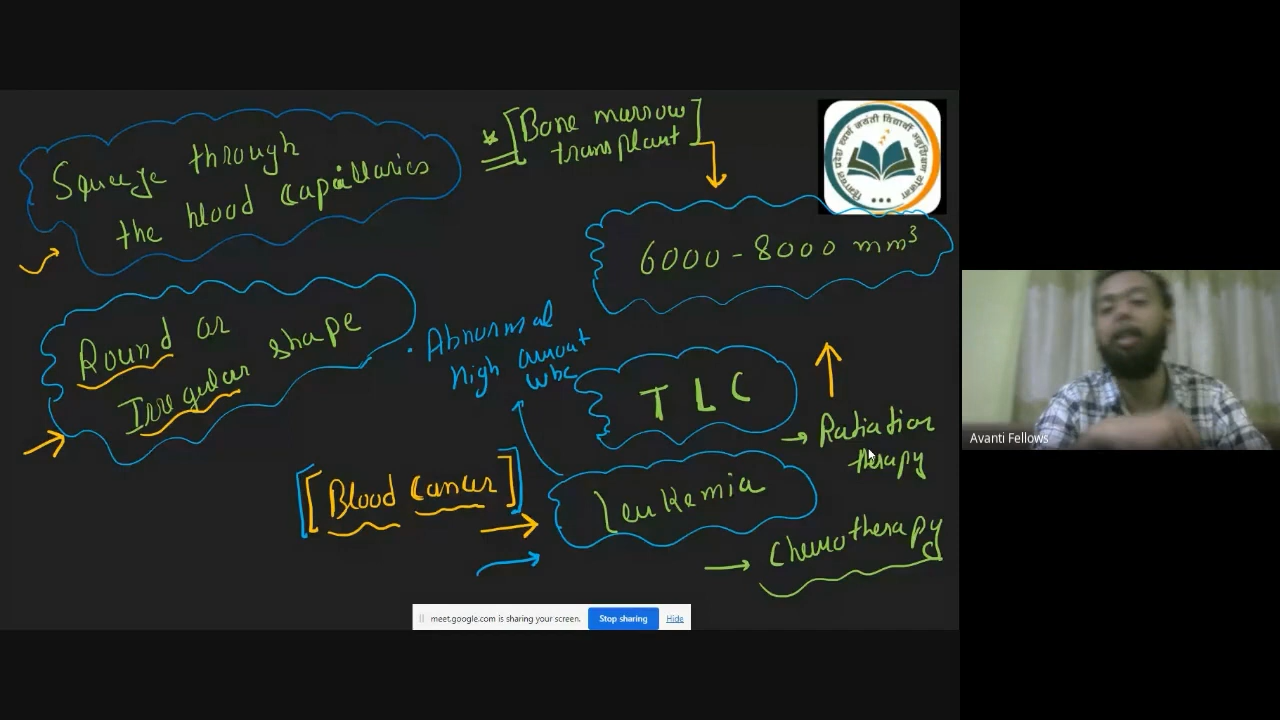 Squeeze through
the blood capillaries
* [Bone marrow
transplant]
6000 - 8000 mm³
Round or
Irregular shape
Abnormal
high amount
wbc
TLC
→ Radiation
therapy
[Blood cancer]
Leukemia
→ Chemotherapy
Avanti Fellows
meet.google.com is sharing your screen.
Stop sharing
Hide